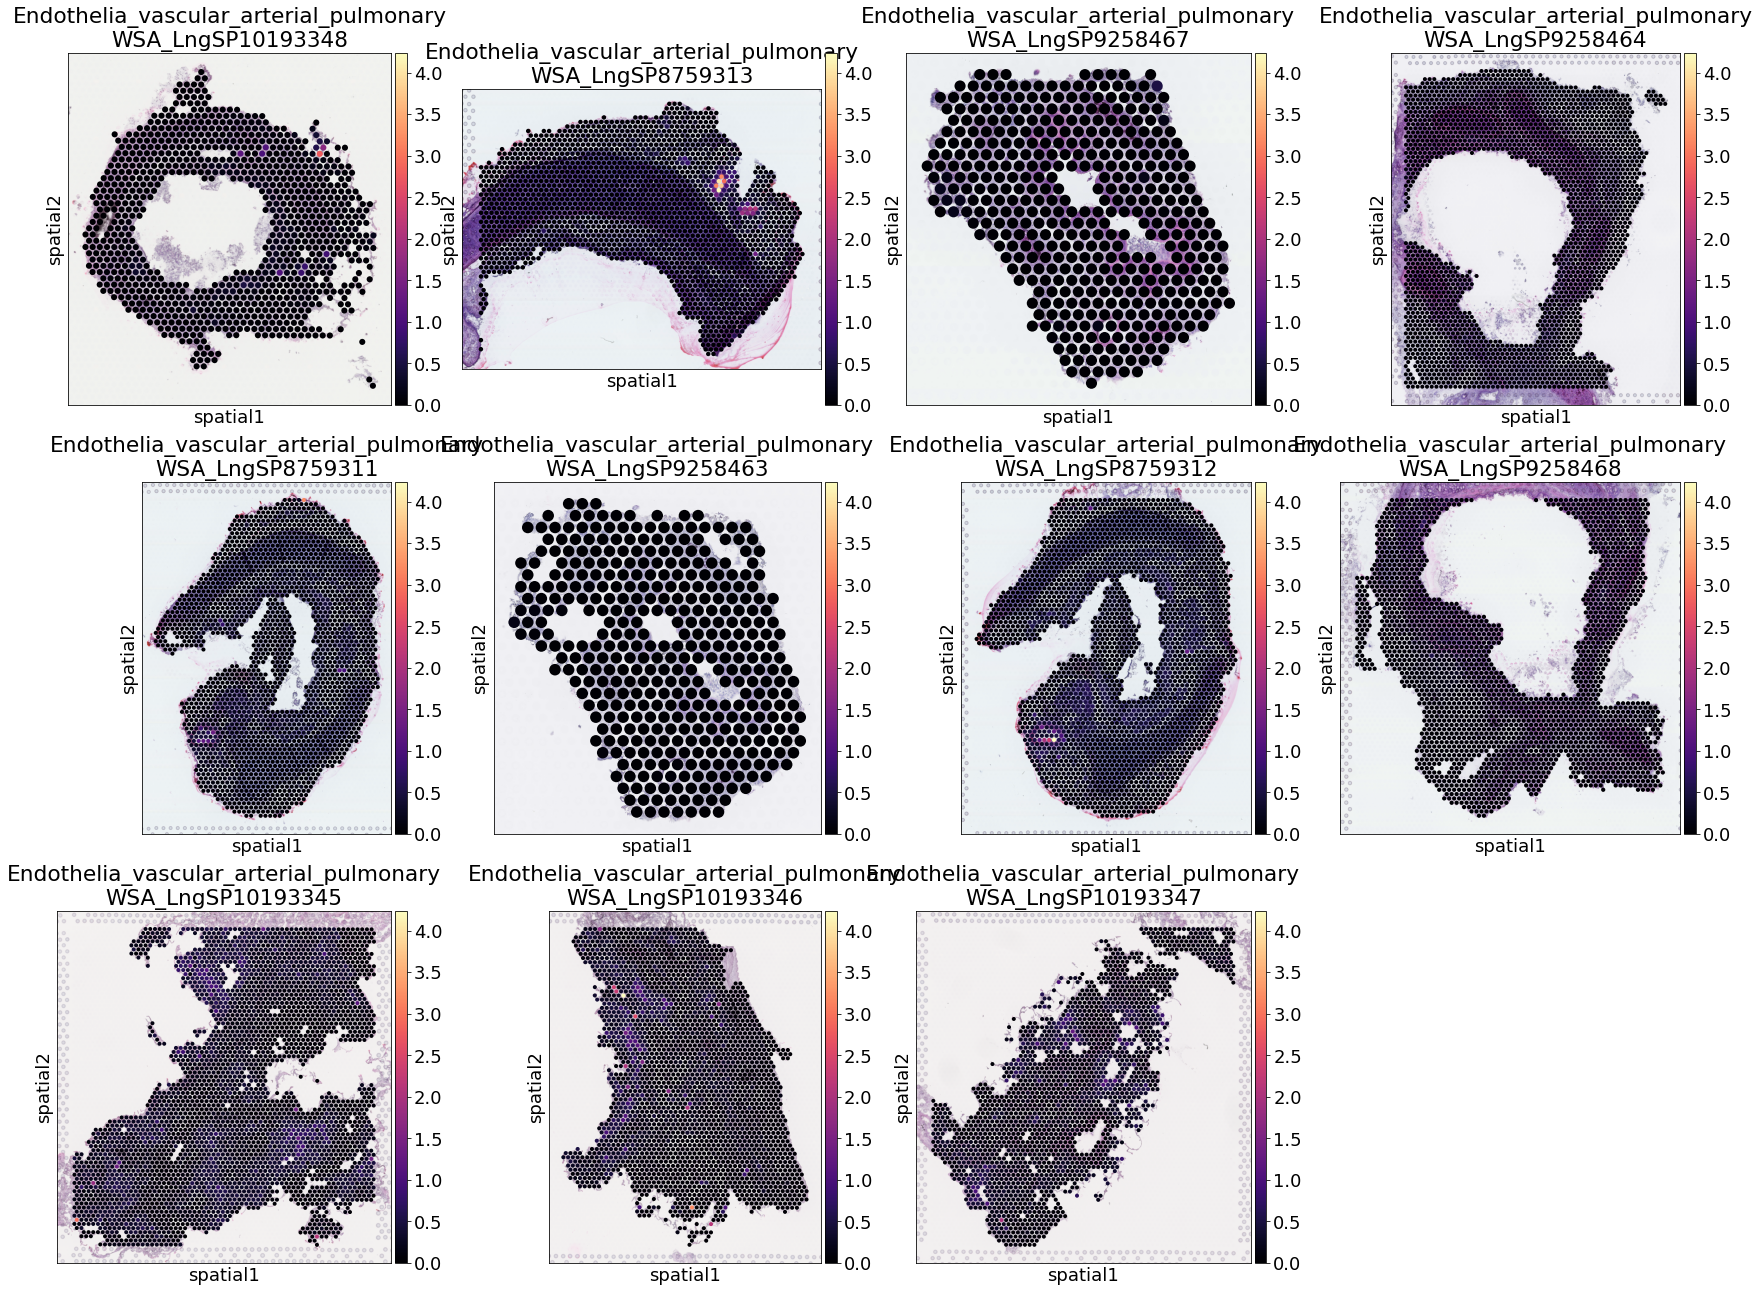 Endothelia_vascular_arterial_pulmonary
WSA_LngSP10193348
4.0
3.5
3.0
2.5
2.0
1.5
1.0
0.5
0.0
spatial2
spatial1
Endothelia_vascular_arterial_pulmonary
WSA_LngSP8759313
4.0
3.5
3.0
2.5
2.0
1.5
1.0
0.5
0.0
spatial2
spatial1
Endothelia_vascular_arterial_pulmonary
WSA_LngSP9258467
4.0
3.5
3.0
2.5
2.0
1.5
1.0
0.5
0.0
spatial2
spatial1
Endothelia_vascular_arterial_pulmonary
WSA_LngSP9258464
4.0
3.5
3.0
2.5
2.0
1.5
1.0
0.5
0.0
spatial2
spatial1
Endothelia_vascular_arterial_pulmonary
WSA_LngSP8759311
4.0
3.5
3.0
2.5
2.0
1.5
1.0
0.5
0.0
spatial2
spatial1
Endothelia_vascular_arterial_pulmonary
WSA_LngSP9258463
4.0
3.5
3.0
2.5
2.0
1.5
1.0
0.5
0.0
spatial2
spatial1
Endothelia_vascular_arterial_pulmonary
WSA_LngSP8759312
4.0
3.5
3.0
2.5
2.0
1.5
1.0
0.5
0.0
spatial2
spatial1
Endothelia_vascular_arterial_pulmonary
WSA_LngSP9258468
4.0
3.5
3.0
2.5
2.0
1.5
1.0
0.5
0.0
spatial2
spatial1
Endothelia_vascular_arterial_pulmonary
WSA_LngSP10193345
4.0
3.5
3.0
2.5
2.0
1.5
1.0
0.5
0.0
spatial2
spatial1
Endothelia_vascular_arterial_pulmonary
WSA_LngSP10193346
4.0
3.5
3.0
2.5
2.0
1.5
1.0
0.5
0.0
spatial2
spatial1
Endothelia_vascular_arterial_pulmonary
WSA_LngSP10193347
4.0
3.5
3.0
2.5
2.0
1.5
1.0
0.5
0.0
spatial2
spatial1